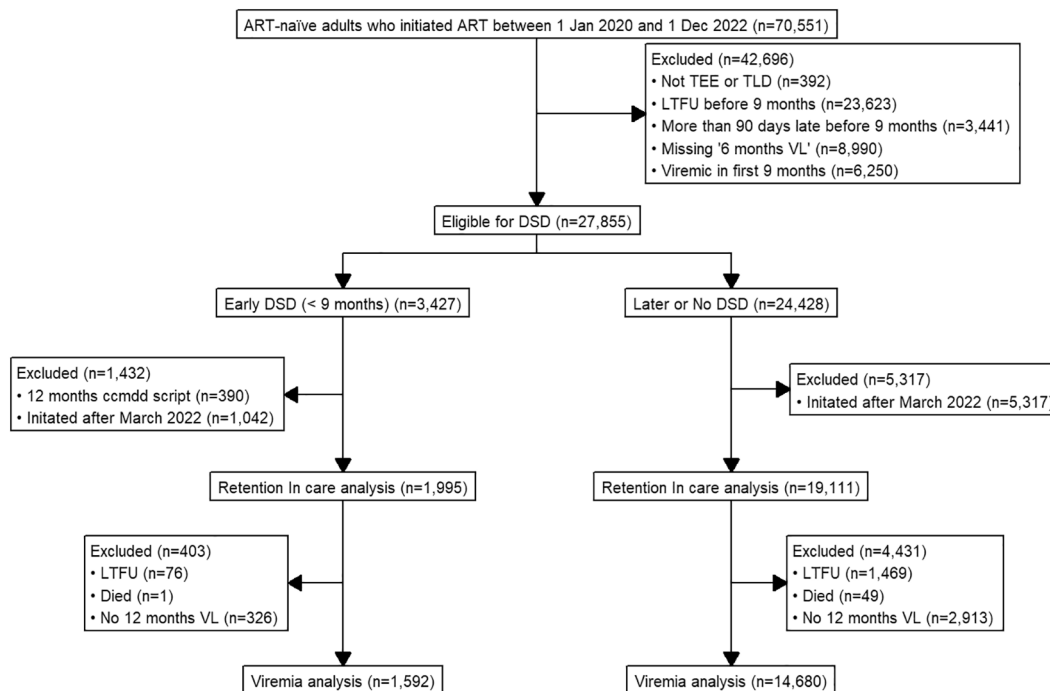 ART-naïve adults who initiated ART between 1 Jan 2020 and 1 Dec 2022 (n=70,551)
Excluded (n=42,696)
• Not TEE or TLD (n=392)
• LTFU before 9 months (n=23,623)
• More than 90 days late before 9 months (n=3,441)
• Missing '6 months VL' (n=8,990)
• Viremic in first 9 months (n=6,250)
Eligible for DSD (n=27,855)
Early DSD (< 9 months) (n=3,427)
Later or No DSD (n=24,428)
Excluded (n=1,432)
• 12 months ccmdd script (n=390)
• Initated after March 2022 (n=1,042)
Excluded (n=5,317)
• Initated after March 2022 (n=5,317)
Retention In care analysis (n=1,995)
Retention In care analysis (n=19,111)
Excluded (n=403)
• LTFU (n=76)
• Died (n=1)
• No 12 months VL (n=326)
Excluded (n=4,431)
• LTFU (n=1,469)
• Died (n=49)
• No 12 months VL (n=2,913)
Viremia analysis (n=1,592)
Viremia analysis (n=14,680)